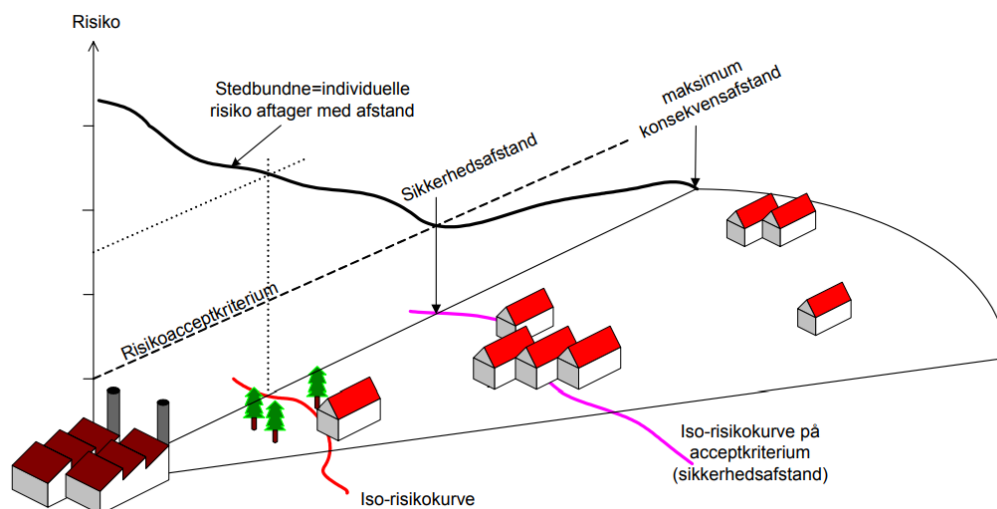 Risiko
Stedbundne=individuelle
risiko aftager med afstand
Sikkerhedsafstand
maksimum
konsekvensafstand
Risikoacceptkriterium
Iso-risikokurve på
acceptkriterium
(sikkerhedsafstand)
Iso-risikokurve